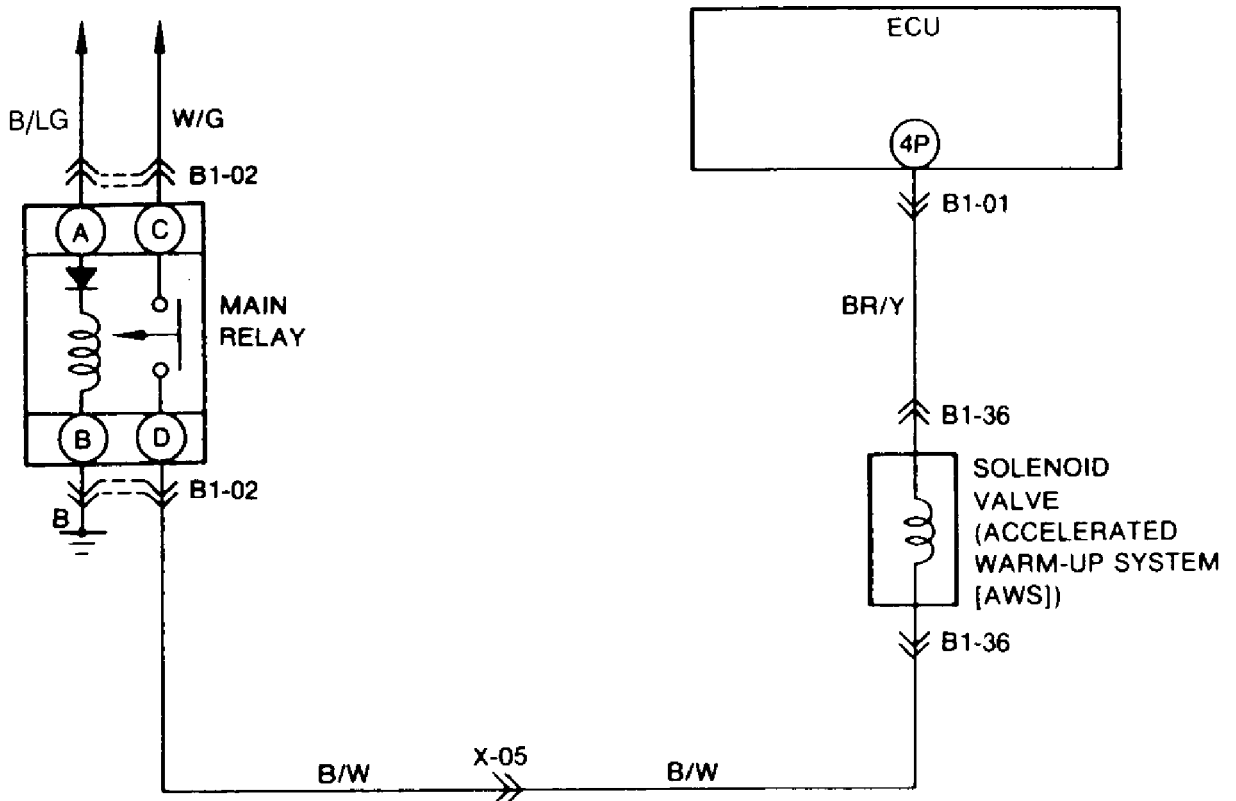 ECU
B/LG
W/G
4P
B1-02
B1-01
A
C
MAIN
RELAY
BR/Y
B1-36
B
D
SOLENOID
VALVE
(ACCELERATED
WARM-UP SYSTEM
[AWS])
B1-02
B
B1-36
X-05
B/W
B/W